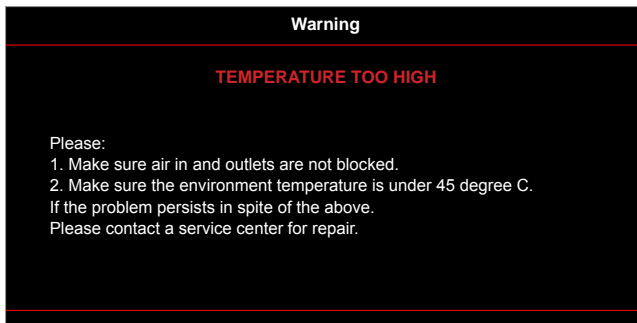 Warning
TEMPERATURE TOO HIGH
Please:
1. Make sure air in and outlets are not blocked.
2. Make sure the environment temperature is under 45 degree C.
If the problem persists in spite of the above.
Please contact a service center for repair.